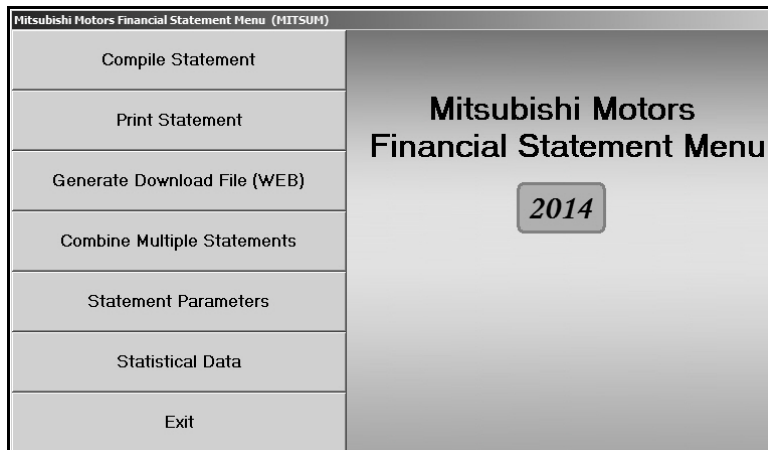 Mitsubishi Motors Financial Statement Menu (MITSUM)
Compile Statement
Print Statement
Generate Download File (WEB)
Combine Multiple Statements
Statement Parameters
Statistical Data
Exit
Mitsubishi Motors
Financial Statement Menu
2014